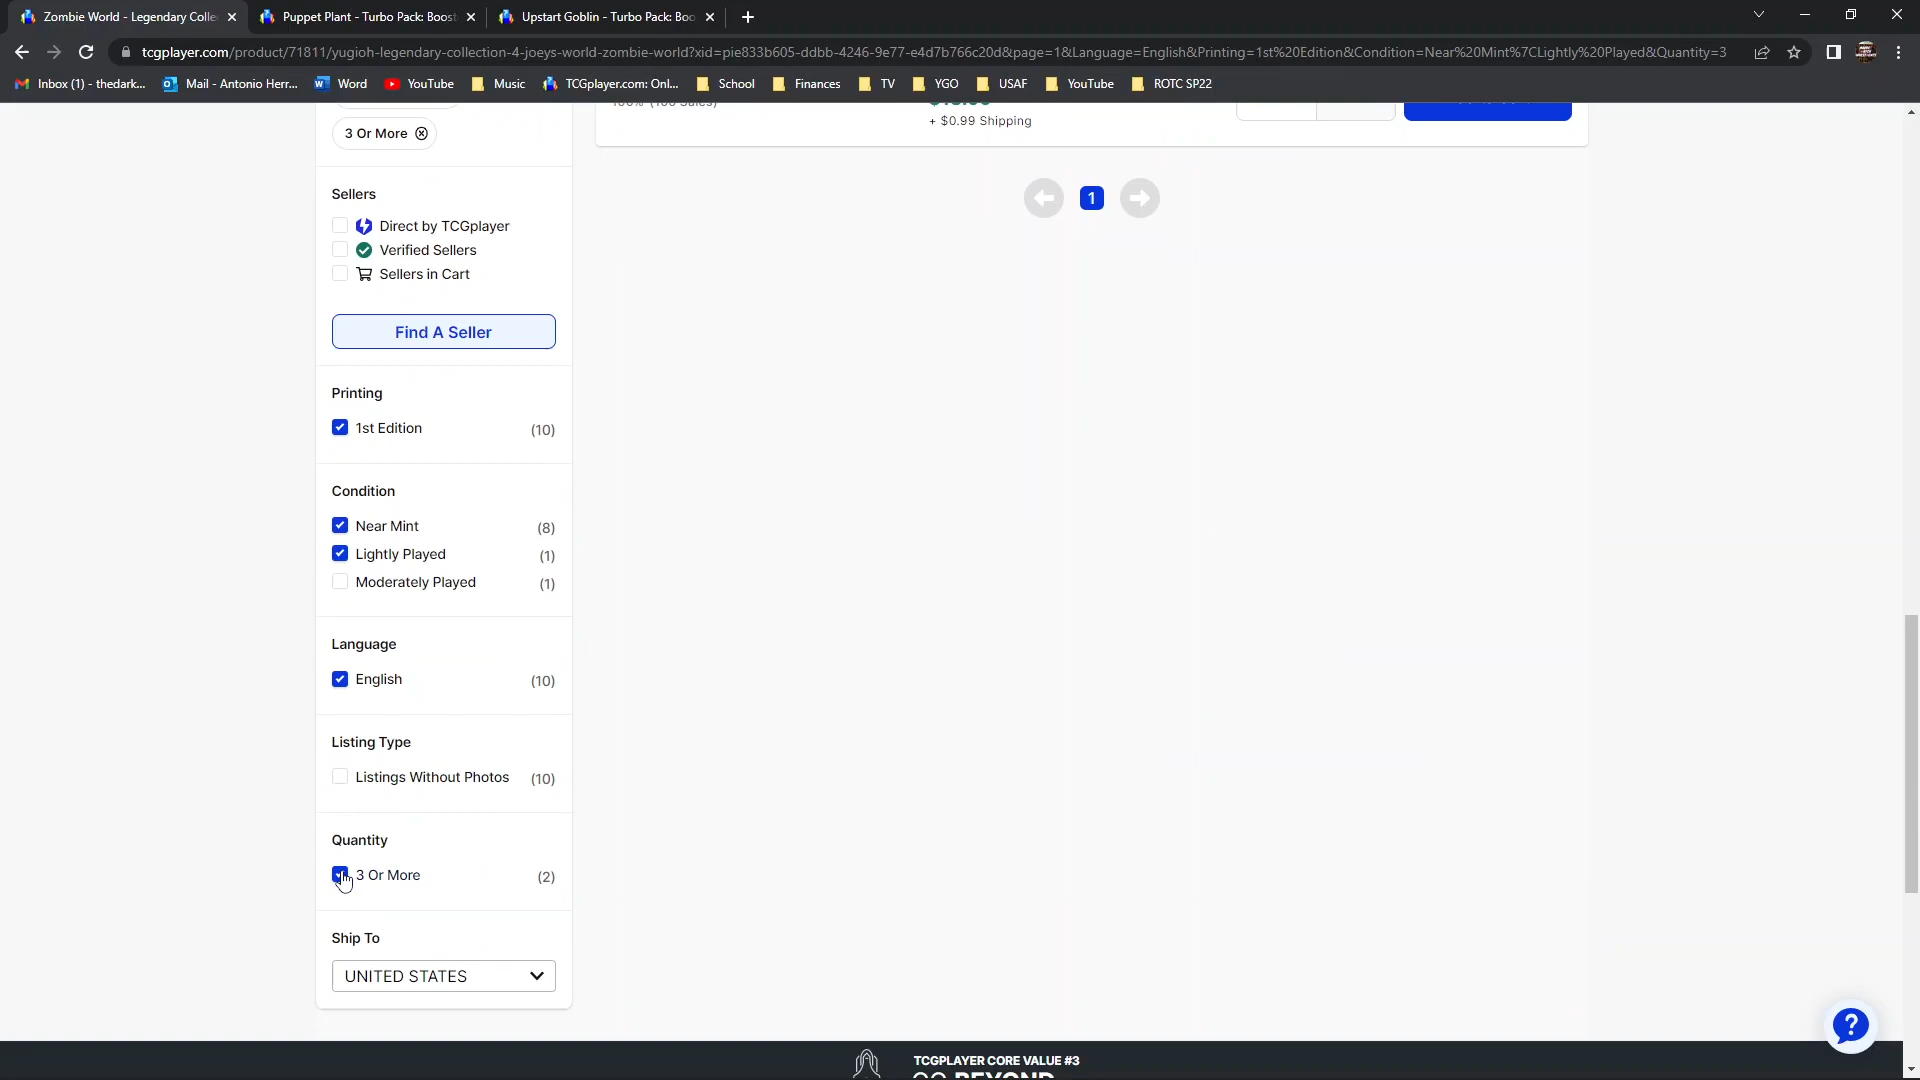 Zombie World - Legendary Colle
Puppet Plant - Turbo Pack: Boost
Upstart Goblin - Turbo Pack: Boo
tcgplayer.com/product/71811/yugioh-legendary-collection-4-joeys-world-zombie-world?xid=pie833b605-ddbb-4246-9e77-e4d7b766c20d&page=1&Language=English&Printing=1st%20Edition&Condition=Near%20Mint%7CLightly%20Played&Quantity=3
Inbox (1) - thedark...
Mail - Antonio Herr...
Word
YouTube
Music
TCGplayer.com: Onl...
School
Finances
TV
YGO
USAF
YouTube
ROTC SP22
+ $0.99 Shipping
3 Or More
1
Sellers
Direct by TCGplayer
Verified Sellers
Sellers in Cart
Find A Seller
Printing
1st Edition (10)
Condition
Near Mint (8)
Lightly Played (1)
Moderately Played (1)
Language
English (10)
Listing Type
Listings Without Photos (10)
Quantity
3 Or More (2)
Ship To
UNITED STATES
?
TCGPLAYER CORE VALUE #3
GO BEYOND